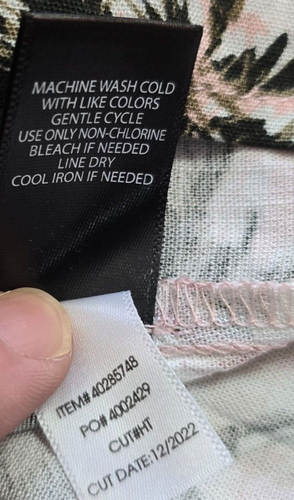 MACHINE WASH COLD
WITH LIKE COLORS
GENTLE CYCLE
USE ONLY NON-CHLORINE
BLEACH IF NEEDED
LINE DRY
COOL IRON IF NEEDED
ITEM# 40285748
PO# 4002429
CUT#HT
CUT DATE:12/2022